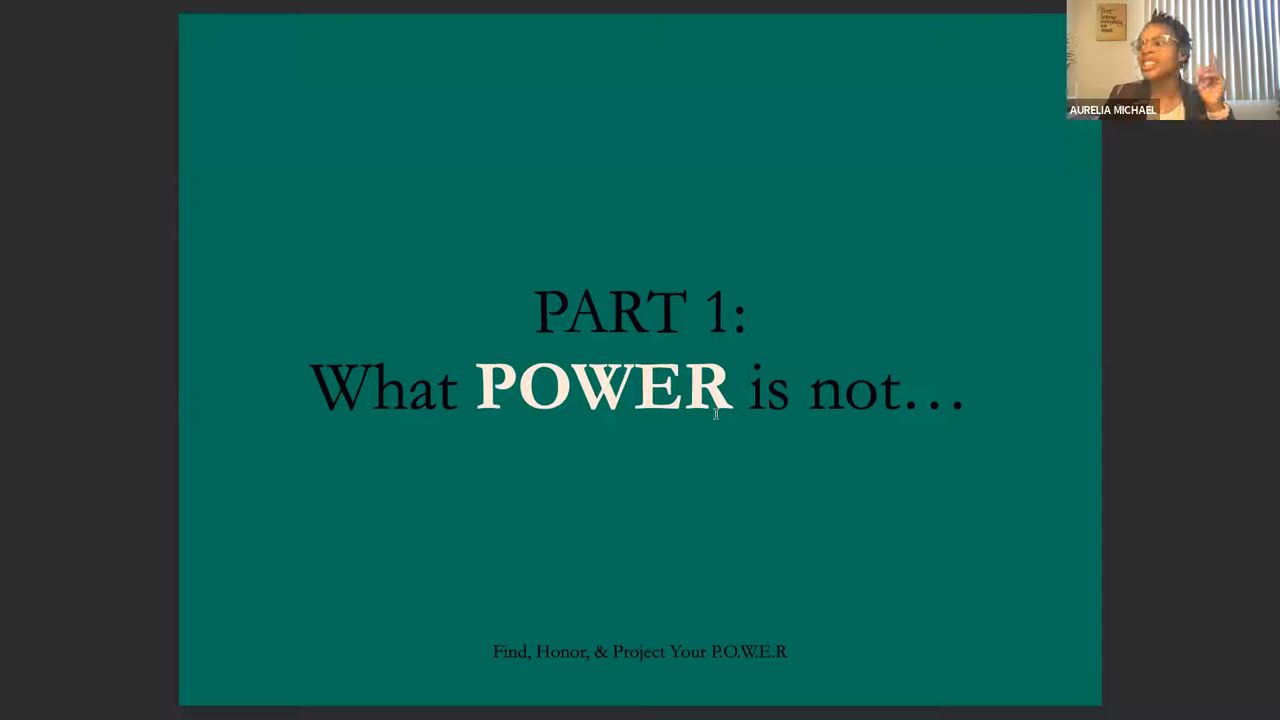 AURELIA MICHAEL
PART 1:
What POWER is not…
Find, Honor, & Project Your P.O.W.E.R